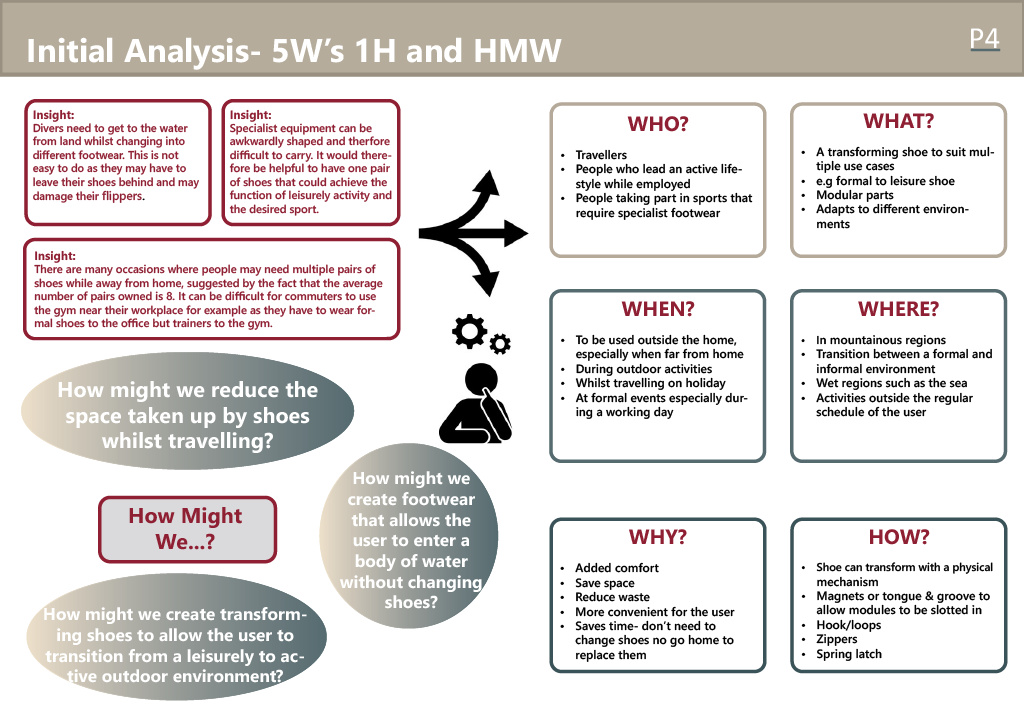 Initial Analysis- 5W’s 1H and HMW
P4
Insight:
Divers need to get to the water
from land whilst changing into
different footwear. This is not
easy to do as they may have to
leave their shoes behind and may
damage their flippers.
Insight:
Specialist equipment can be
awkwardly shaped and therfore
difficult to carry. It would there-
fore be helpful to have one pair
of shoes that could achieve the
function of leisurely activity and
the desired sport.
Insight:
There are many occasions where people may need multiple pairs of
shoes while away from home, suggested by the fact that the average
number of pairs owned is 8. It can be difficult for commuters to use
the gym near their workplace for example as they have to wear for-
mal shoes to the office but trainers to the gym.
How might we reduce the
space taken up by shoes
whilst travelling?
How might we
create footwear
that allows the
user to enter a
body of water
without changing
shoes?
How Might
We...?
How might we create transform-
ing shoes to allow the user to
transition from a leisurely to ac-
tive outdoor environment?
WHO?
• Travellers
• People who lead an active life-
style while employed
• People taking part in sports that
require specialist footwear
WHAT?
• A transforming shoe to suit mul-
tiple use cases
• e.g formal to leisure shoe
• Modular parts
• Adapts to different environ-
ments
WHEN?
• To be used outside the home,
especially when far from home
• During outdoor activities
• Whilst travelling on holiday
• At formal events especially dur-
ing a working day
WHERE?
• In mountainous regions
• Transition between a formal and
informal environment
• Wet regions such as the sea
• Activities outside the regular
schedule of the user
WHY?
• Added comfort
• Save space
• Reduce waste
• More convenient for the user
• Saves time- don’t need to
change shoes no go home to
replace them
HOW?
• Shoe can transform with a physical
mechanism
• Magnets or tongue & groove to
allow modules to be slotted in
• Hook/loops
• Zippers
• Spring latch